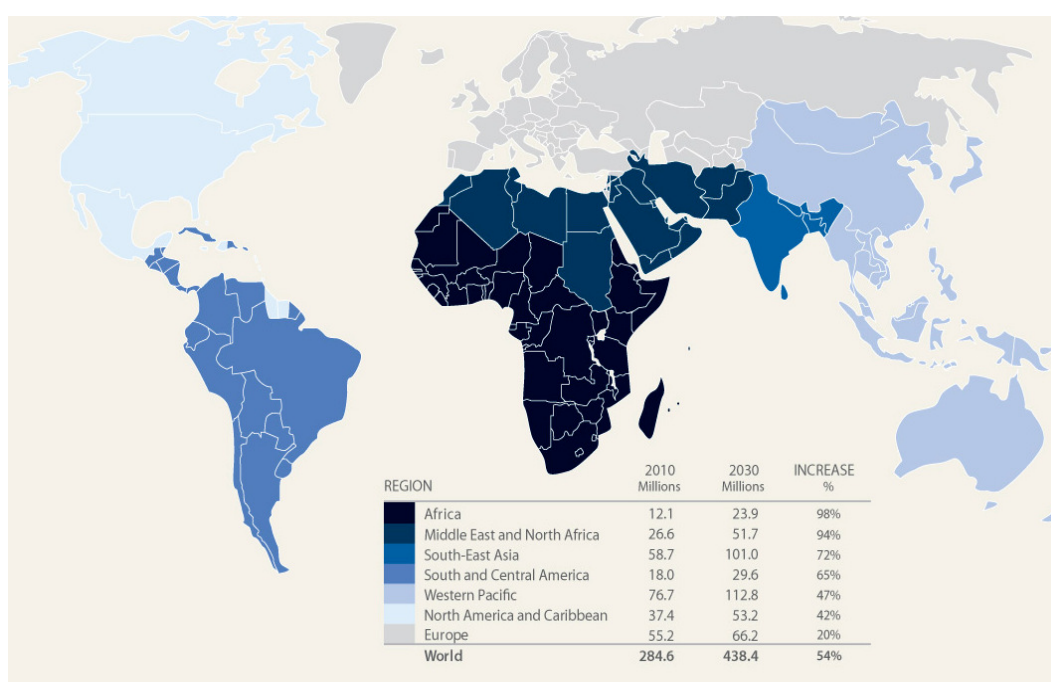 REGION 2010 Millions 2030 Millions INCREASE %
Africa 12.1 23.9 98%
Middle East and North Africa 26.6 51.7 94%
South-East Asia 58.7 101.0 72%
South and Central America 18.0 29.6 65%
Western Pacific 76.7 112.8 47%
North America and Caribbean 37.4 53.2 42%
Europe 55.2 66.2 20%
World 284.6 438.4 54%